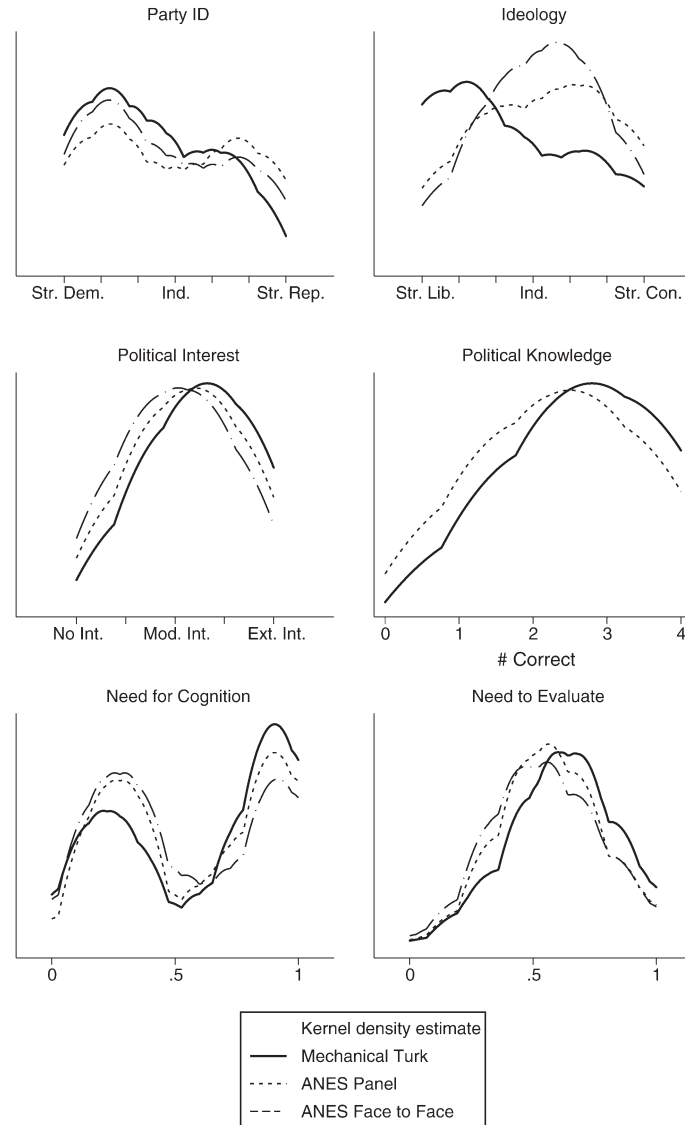 Party ID
Ideology
Str. Dem. Ind. Str. Rep.
Str. Lib. Ind. Str. Con.
Political Interest
Political Knowledge
No Int. Mod. Int. Ext. Int.
0 1 2 3 4
# Correct
Need for Cognition
Need to Evaluate
0 .5 1
0 .5 1
Kernel density estimate
Mechanical Turk
ANES Panel
ANES Face to Face